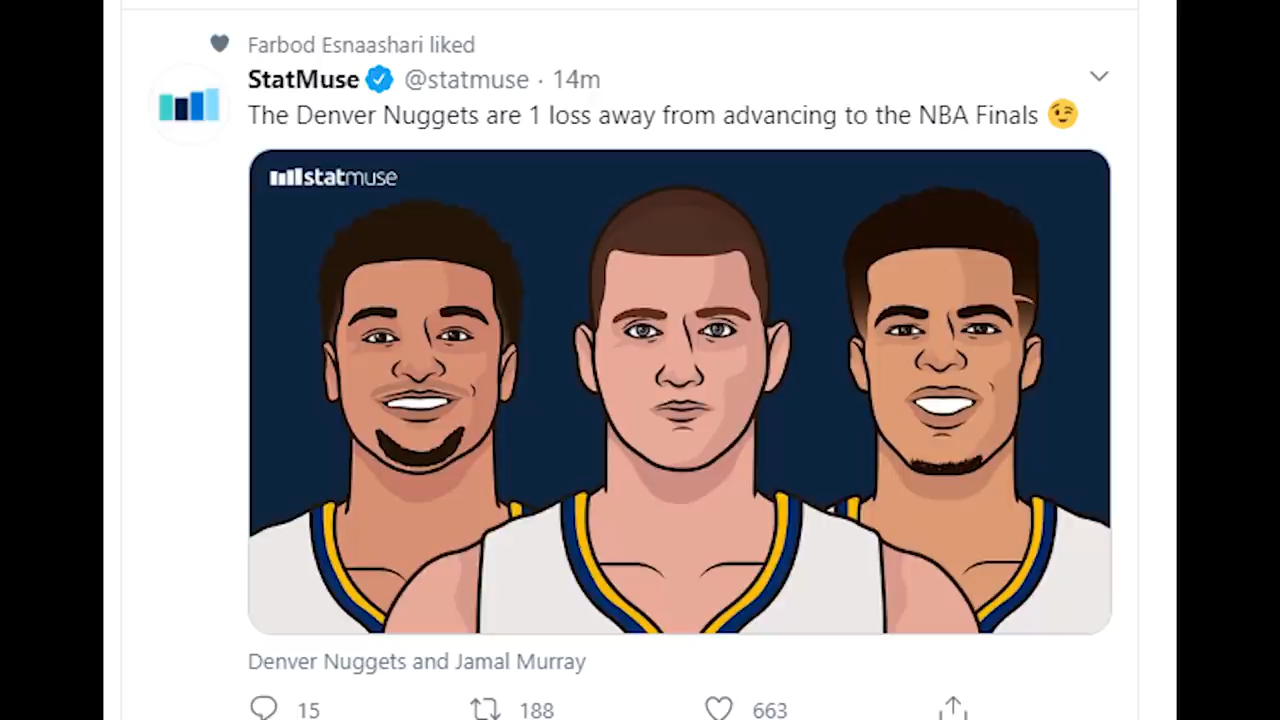 Farbod Esnaashari liked
StatMuse @statmuse · 14m
The Denver Nuggets are 1 loss away from advancing to the NBA Finals 😉
statmuse
Denver Nuggets and Jamal Murray
15 188 663